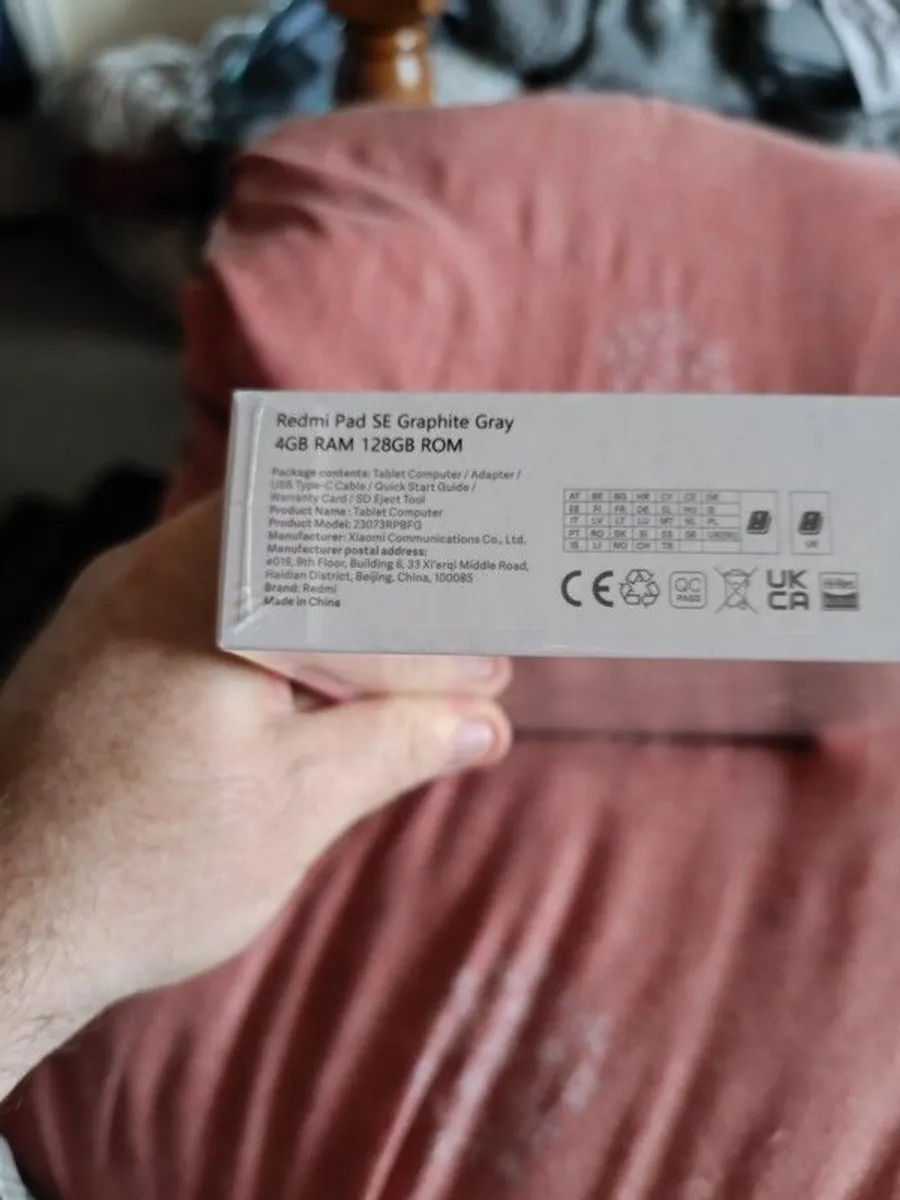 Redmi Pad SE Graphite Gray
4GB RAM 128GB ROM
Package contents: Tablet Computer / Adapter /
USB Type-C Cable / Quick Start Guide /
Warranty Card / SD Eject Tool
Product Name : Tablet Computer
Product Model: 23073RPBFG
Manufacturer: Xiaomi Communications Co., Ltd.
Manufacturer postal address:
#019, 9th Floor, Building 6, 33 Xi'erqi Middle Road,
Haidian District, Beijing, China, 100085
Brand: Redmi
Made in China
AT BE BG HR CY CZ DK
EE FI FR DE EL HU IE
IT LV LT LU MT NL PL
PT RO SK SI ES SE UK(NI)
IS LI NO CH TR
UK
CE
QC
PASS
UK
CA
Hi-Res